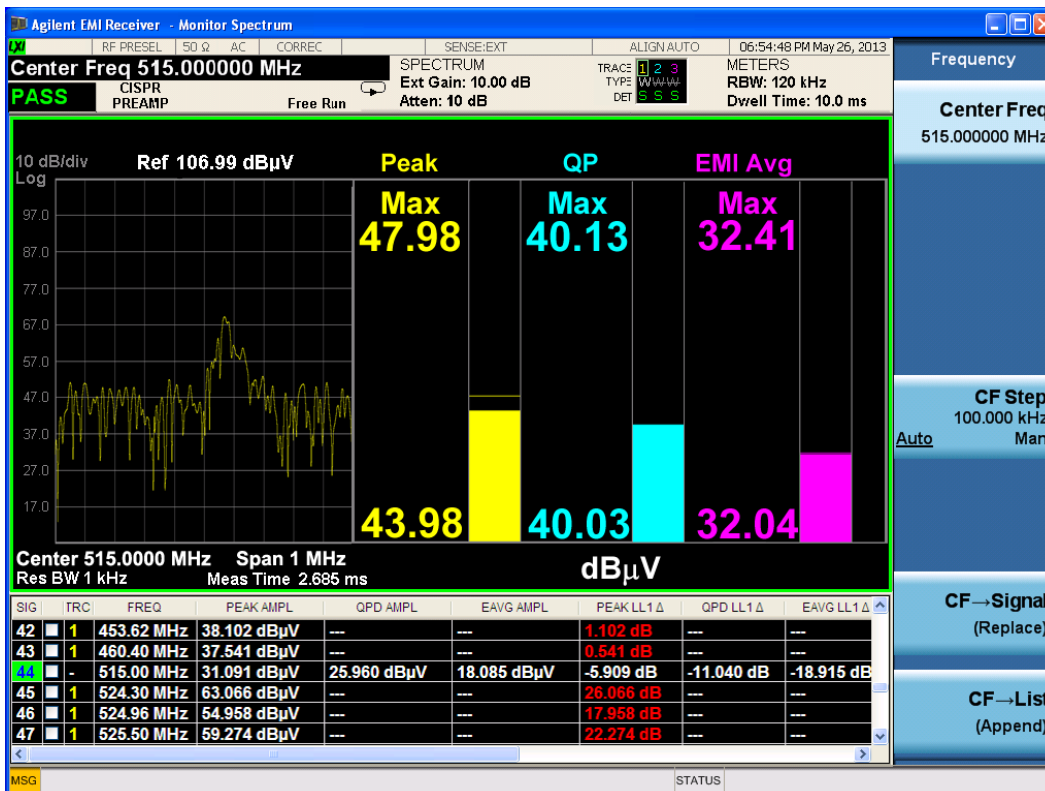 Agilent EMI Receiver - Monitor Spectrum
LXI RF PRESEL 50 Ω AC CORREC SENSE:EXT ALIGN AUTO 06:54:48 PM May 26, 2013
Center Freq 515.000000 MHz
PASS
CISPR
PREAMP
Free Run
SPECTRUM
Ext Gain: 10.00 dB
Atten: 10 dB
TRACE 1 2 3
TYPE W W W
DET S S S
METERS
RBW: 120 kHz
Dwell Time: 10.0 ms
10 dB/div Ref 106.99 dBµV
Log
97.0
87.0
77.0
67.0
57.0
47.0
37.0
27.0
17.0
Peak QP EMI Avg
Max Max Max
47.98 40.13 32.41
43.98 40.03 32.04
Center 515.0000 MHz Span 1 MHz
Res BW 1 kHz Meas Time 2.685 ms
dBµV
SIG TRC FREQ PEAK AMPL QPD AMPL EAVG AMPL PEAK LL1 Δ QPD LL1 Δ EAVG LL1 Δ
42 1 453.62 MHz 38.102 dBµV --- --- 1.102 dB --- ---
43 1 460.40 MHz 37.541 dBµV --- --- 0.541 dB --- ---
44 - 515.00 MHz 31.091 dBµV 25.960 dBµV 18.085 dBµV -5.909 dB -11.040 dB -18.915 dB
45 1 524.30 MHz 63.066 dBµV --- --- 26.066 dB --- ---
46 1 524.96 MHz 54.958 dBµV --- --- 17.958 dB --- ---
47 1 525.50 MHz 59.274 dBµV --- --- 22.274 dB --- ---
MSG STATUS
Frequency
Center Freq
515.000000 MHz
CF Step
100.000 kHz
Auto Man
CF→Signal
(Replace)
CF→List
(Append)